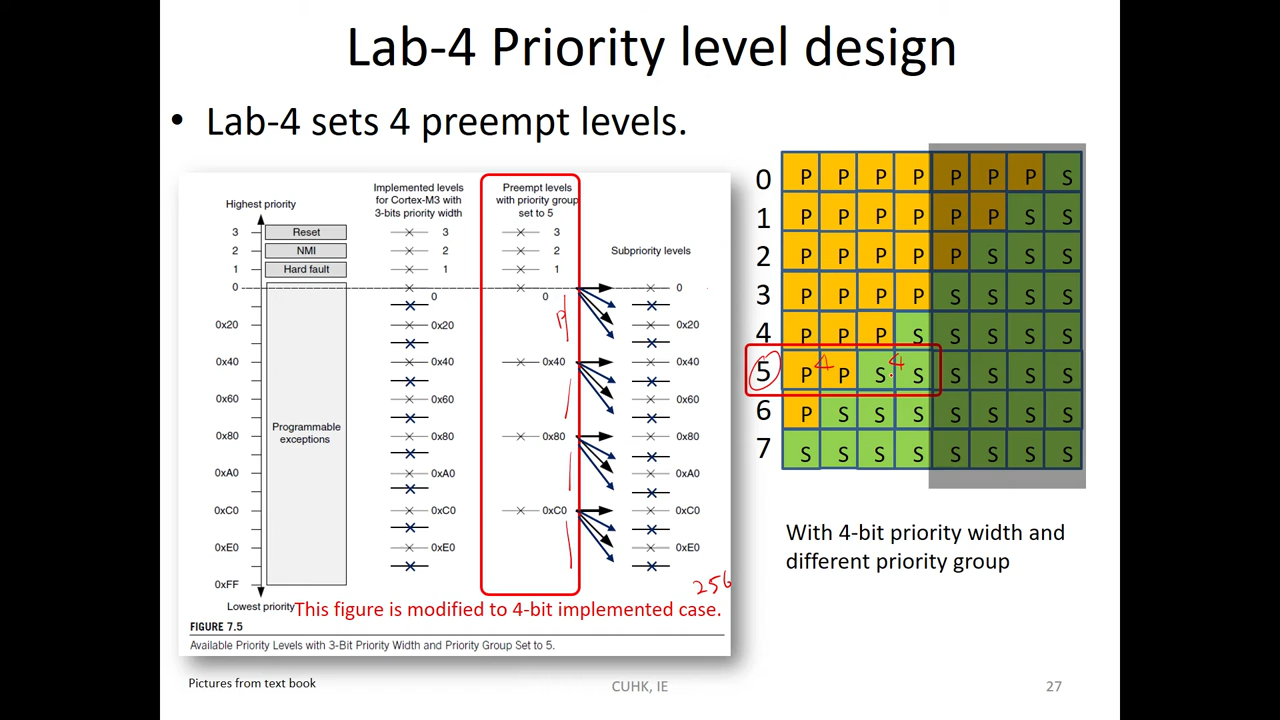 Lab-4 Priority level design
• Lab-4 sets 4 preempt levels.
Highest priority
3
2
1
0
0x20
0x40
0x60
0x80
0xA0
0xC0
0xE0
0xFF
Lowest priority
Reset
NMI
Hard fault
Programmable
exceptions
Implemented levels
for Cortex-M3 with
3-bits priority width
3
2
1
0
0x20
0x40
0x60
0x80
0xA0
0xC0
0xE0
Preempt levels
with priority group
set to 5
3
2
1
0
0x40
0x80
0xC0
P
Subpriority levels
0
0x20
0x40
0x60
0x80
0xA0
0xC0
0xE0
256
This figure is modified to 4-bit implemented case.
FIGURE 7.5
Available Priority Levels with 3-Bit Priority Width and Priority Group Set to 5.
0 P P P P P P P S
1 P P P P P P S S
2 P P P P P S S S
3 P P P P S S S S
4 P P P S S S S S
4 4
5 P P S S S S S S
6 P S S S S S S S
7 S S S S S S S S
With 4-bit priority width and
different priority group
Pictures from text book
CUHK, IE
27